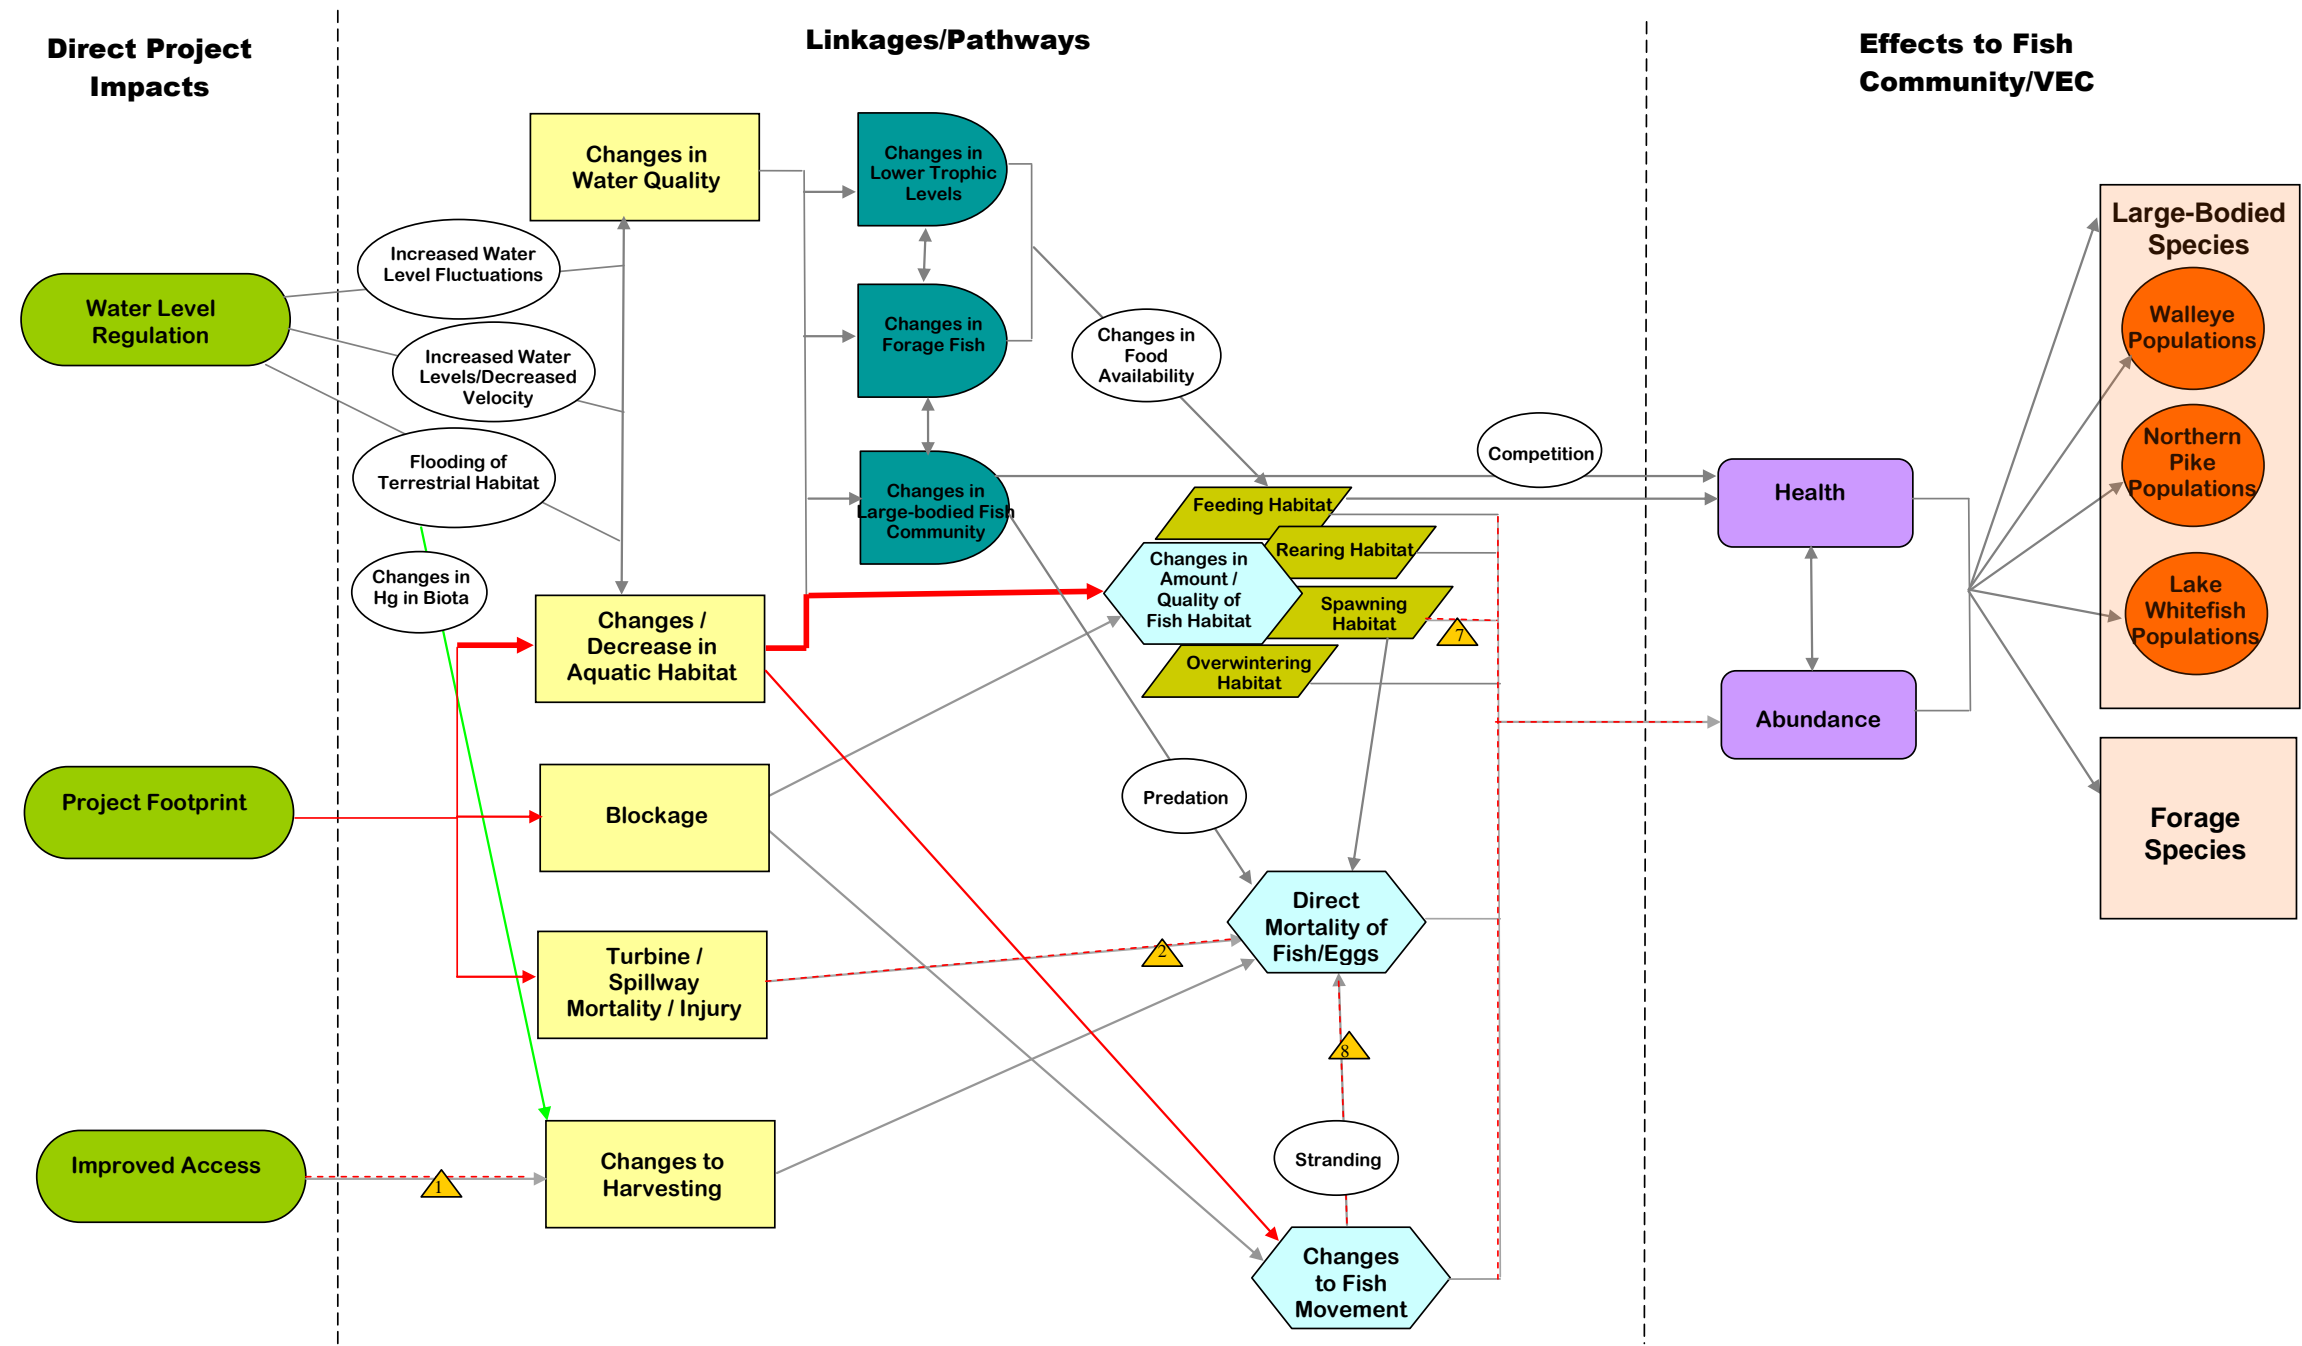 Direct Project
Impacts
Linkages/Pathways
Effects to Fish
Community/VEC
Water Level
Regulation
Project Footprint
Improved Access
Increased Water
Level Fluctuations
Increased Water
Levels/Decreased
Velocity
Flooding of
Terrestrial Habitat
Changes in
Hg in Biota
1
Changes in
Water Quality
Changes /
Decrease in
Aquatic Habitat
Blockage
Turbine /
Spillway
Mortality / Injury
Changes to
Harvesting
Changes in
Lower Trophic
Levels
Changes in
Forage Fish
Changes in
Large-bodied Fish
Community
Changes in
Food
Availability
Competition
Feeding Habitat
Rearing Habitat
Changes in
Amount /
Quality of
Fish Habitat
Spawning
Habitat
7
Overwintering
Habitat
Predation
2
Direct
Mortality of
Fish/Eggs
8
Stranding
Changes
to Fish
Movement
Health
Abundance
Large-Bodied
Species
Walleye
Populations
Northern
Pike
Populations
Lake
Whitefish
Populations
Forage
Species